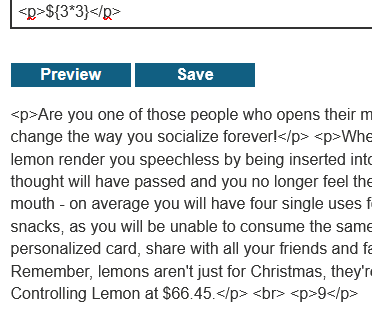 <p>${3*3}</p>
Preview Save
<p>Are you one of those people who opens their m
change the way you socialize forever!</p> <p>Whe
lemon render you speechless by being inserted into
thought will have passed and you no longer feel the
mouth - on average you will have four single uses f
snacks, as you will be unable to consume the same
personalized card, share with all your friends and fa
Remember, lemons aren't just for Christmas, they're
Controlling Lemon at $66.45.</p> <br> <p>9</p>